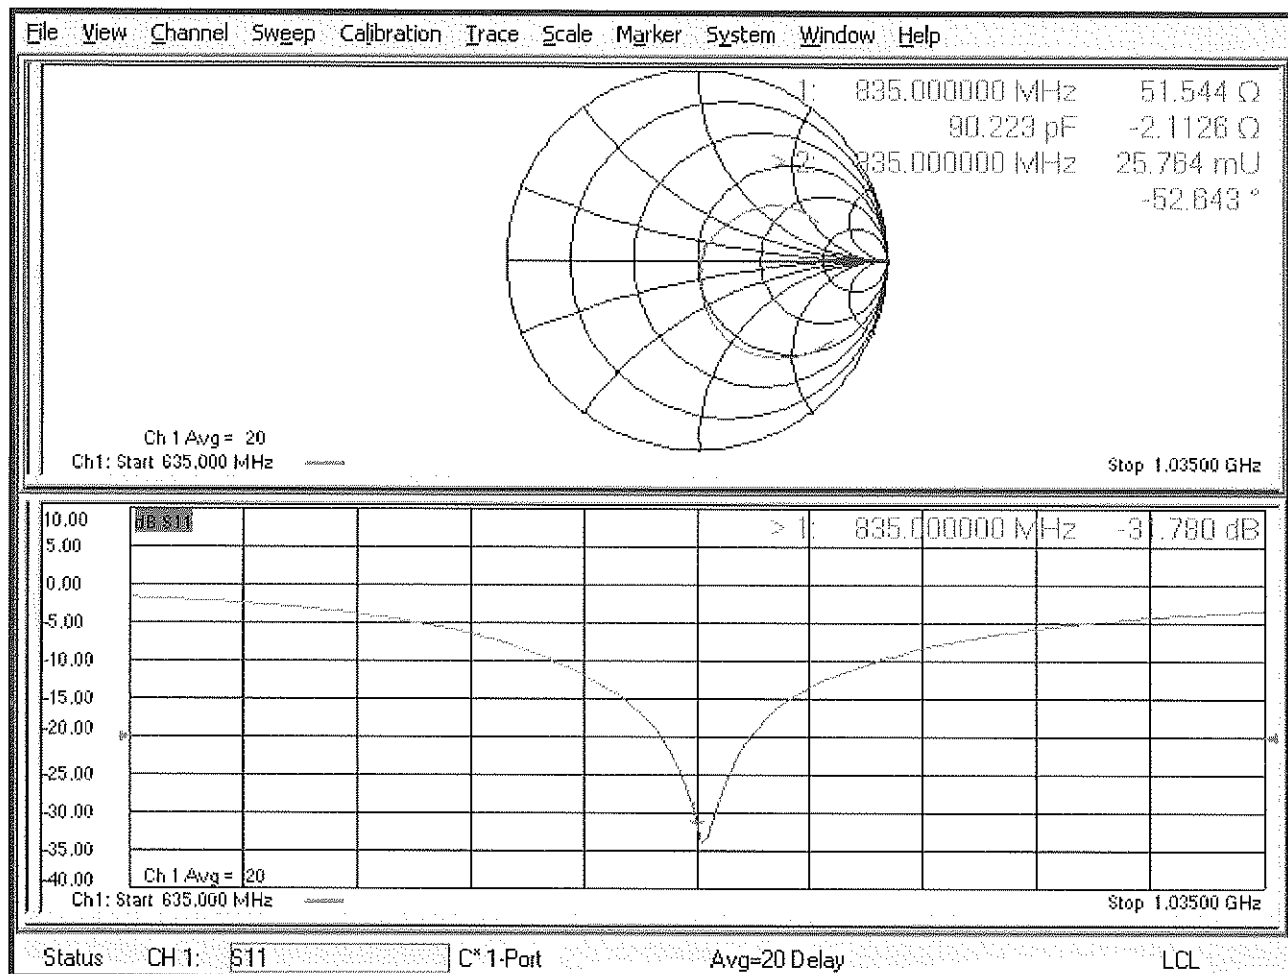 File View Channel Sweep Calibration Trace Scale Marker System Window Help
1: 835.000000 MHz 51.544 Ω
90.223 pF -2.1126 Ω
> 2: 835.000000 MHz 25.784 mU
-52.643 °
Ch 1 Avg = 20
Ch1: Start 635.000 MHz
Stop 1.03500 GHz
10.00
dB S11
> 1: 835.000000 MHz -31.780 dB
5.00
0.00
-5.00
-10.00
-15.00
-20.00
-25.00
-30.00
-35.00
-40.00
Ch 1 Avg = 20
Ch1: Start 635.000 MHz
Stop 1.03500 GHz
Status CH 1: S11 C* 1-Port Avg=20 Delay LCL